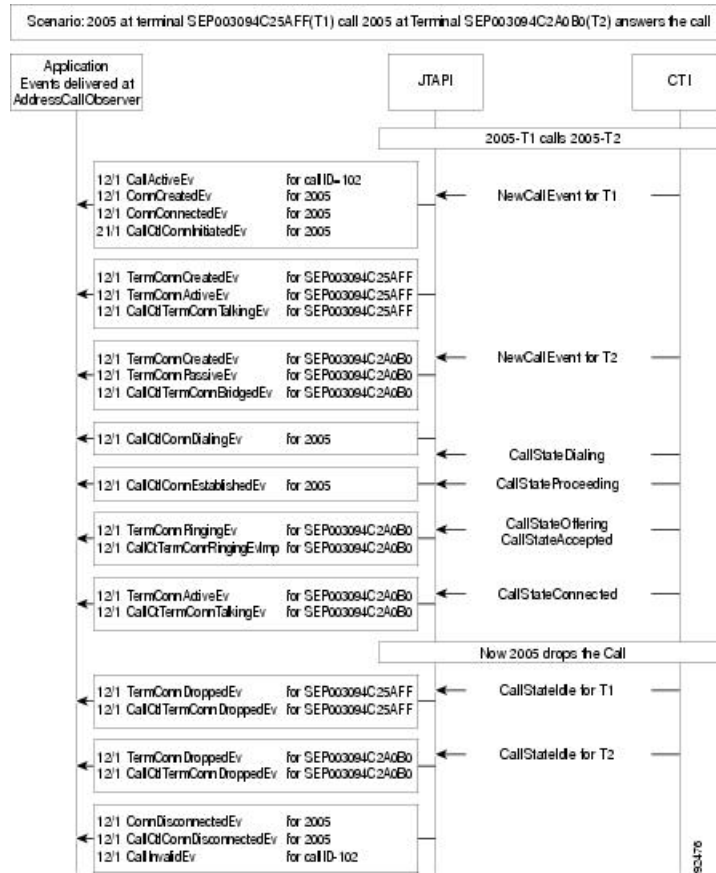 Scenario: 2005 at terminal SEP003094C25AFF(T1) call 2005 at Terminal SEP003094C2A0B0(T2) answers the call
Application
Events delivered at
AddressCallObserver
JTAPI
CTI
2005-T1 calls 2005-T2
12/1 CallActiveEv for callID=102
12/1 ConnCreatedEv for 2005
12/1 ConnConnectedEv for 2005
21/1 CallCtlConnInitiatedEv for 2005
NewCallEvent for T1
12/1 TermConnCreatedEv for SEP003094C25AFF
12/1 TermConnActiveEv for SEP003094C25AFF
12/1 CallCtlTermConnTalkingEv for SEP003094C25AFF
12/1 TermConnCreatedEv for SEP003094C2A0B0
12/1 TermConnPassiveEv for SEP003094C2A0B0
12/1 CallCtlTermConnBridgedEv for SEP003094C2A0B0
NewCallEvent for T2
12/1 CallCtlConnDialingEv for 2005
CallStateDialing
12/1 CallCtlConnEstablishedEv for 2005
CallStateProceeding
12/1 TermConnRingingEv for SEP003094C2A0B0
12/1 CallCtTermConnRingingEvImp for SEP003094C2A0B0
CallStateOffering
CallStateAccepted
12/1 TermConnActiveEv for SEP003094C2A0B0
12/1 CallCtTermConnTalkingEv for SEP003094C2A0B0
CallStateConnected
Now 2005 drops the Call
12/1 TermConnDroppedEv for SEP003094C25AFF
12/1 CallCtlTermConnDroppedEv for SEP003094C25AFF
CallStateIdle for T1
12/1 TermConnDroppedEv for SEP003094C2A0B0
12/1 CallCtlTermConnDroppedEv for SEP003094C2A0B0
CallStateIdle for T2
12/1 ConnDisconnectedEv for 2005
12/1 CallCtlConnDisconnectedEv for 2005
12/1 CallInvalidEv for callID-102
92476